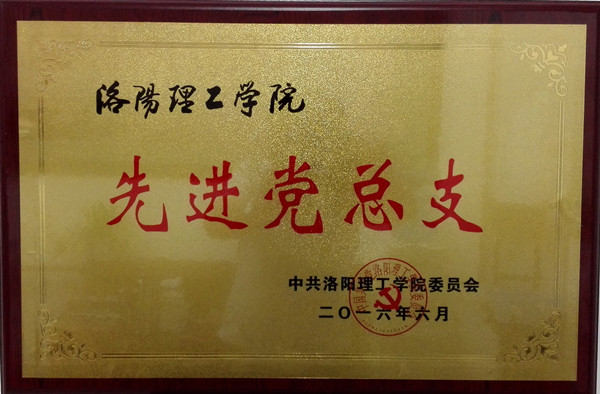 洛陽理工学院
先进党总支
中共洛阳理工学院委员会
二〇一六年六月